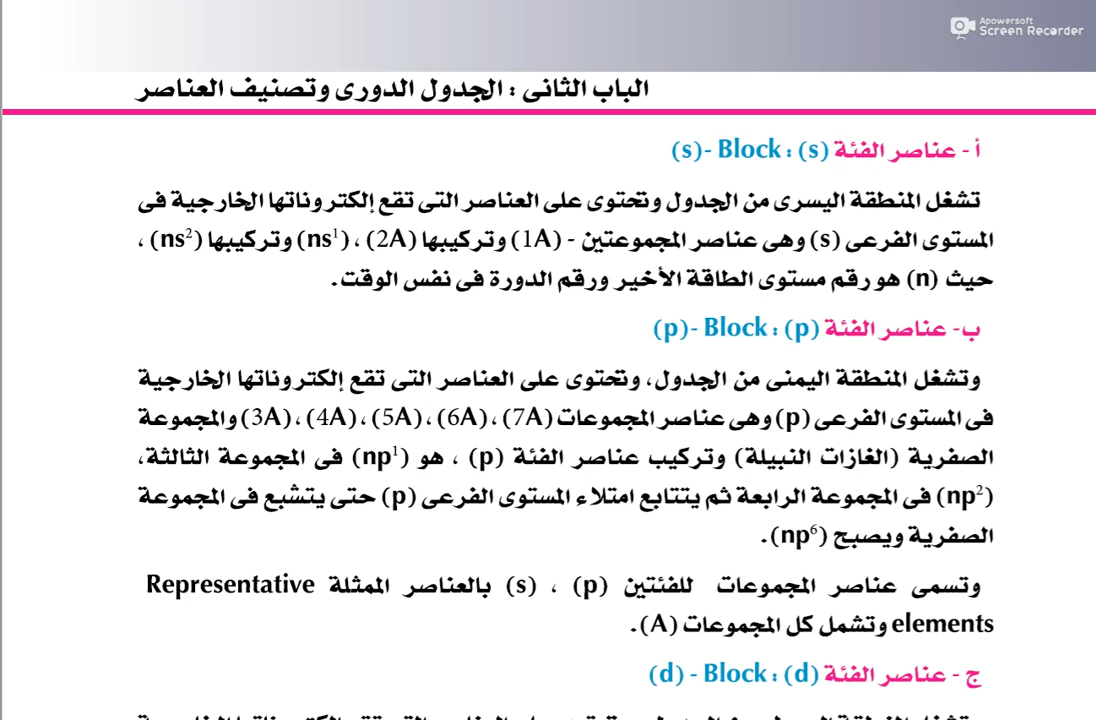 Apowersoft
Screen Recorder
الباب الثانى : الجدول الدورى وتصنيف العناصر
أ - عناصر الفئة (s) : (s)- Block
تشغل المنطقة اليسرى من الجدول وتحتوى على العناصر التى تقع إلكتروناتها الخارجية فى
المستوى الفرعى (s) وهى عناصر المجموعتين - (1A) وتركيبها (ns¹) ، (2A) وتركيبها (ns²) ،
حيث (n) هو رقم مستوى الطاقة الأخير ورقم الدورة فى نفس الوقت.
ب- عناصر الفئة (p) : (p)- Block
وتشغل المنطقة اليمنى من الجدول، وتحتوى على العناصر التى تقع إلكتروناتها الخارجية
فى المستوى الفرعى (p) وهى عناصر المجموعات (3A) ، (4A) ، (5A) ، (6A) ، (7A) والمجموعة
الصفرية (الغازات النبيلة) وتركيب عناصر الفئة (p) ، هو (np¹) فى المجموعة الثالثة،
(np²) فى المجموعة الرابعة ثم يتتابع امتلاء المستوى الفرعى (p) حتى يتشبع فى المجموعة
الصفرية ويصبح (np⁶).
وتسمى عناصر المجموعات للفئتين (p) ، (s) بالعناصر الممثلة Representative
elements وتشمل كل المجموعات (A).
ج - عناصر الفئة (d) : (d) - Block